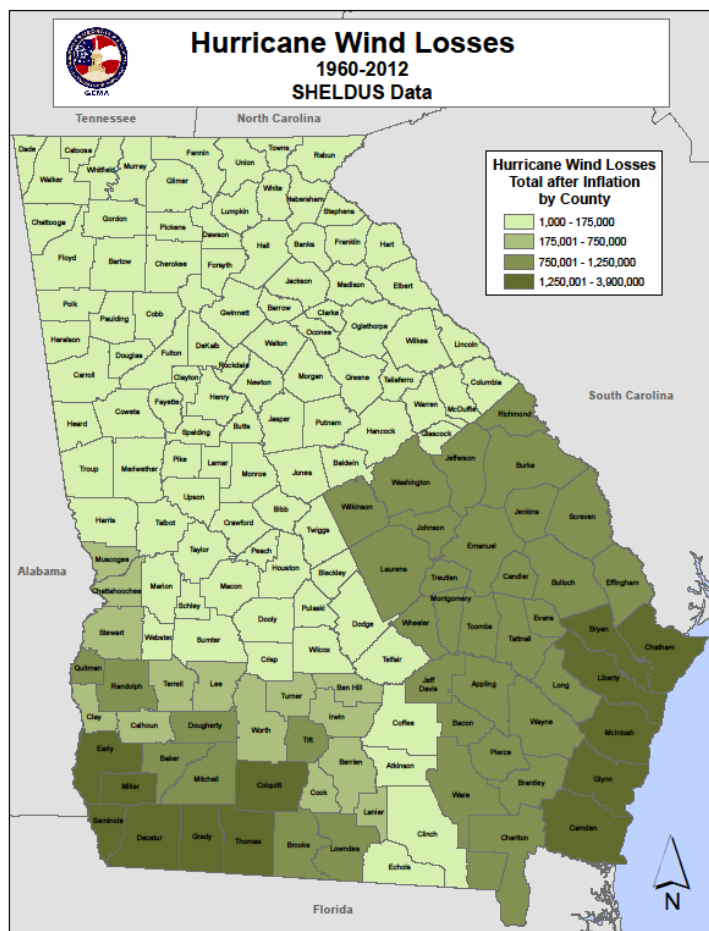 Hurricane Wind Losses
1960-2012
SHELDUS Data
GEMA
Tennessee
North Carolina
Hurricane Wind Losses
Total after Inflation
by County
1,000 - 175,000
175,001 - 750,000
750,001 - 1,250,000
1,250,001 - 3,900,000
Dade
Catoosa
Whitfield
Murray
Fannin
Union
Towns
Rabun
Walker
Gilmer
White
Habersham
Stephens
Chattooga
Gordon
Pickens
Lumpkin
Dawson
Hall
Banks
Franklin
Hart
Floyd
Bartow
Cherokee
Forsyth
Jackson
Madison
Elbert
Polk
Paulding
Cobb
Gwinnett
Barrow
Clarke
Oconee
Oglethorpe
Wilkes
Lincoln
Haralson
Douglas
Fulton
DeKalb
Rockdale
Walton
Morgan
Greene
Taliaferro
Columbia
Carroll
Clayton
Newton
Warren
McDuffie
Heard
Coweta
Fayette
Henry
Spalding
Butts
Jasper
Putnam
Hancock
Glascock
Richmond
South Carolina
Troup
Meriwether
Pike
Lamar
Monroe
Jones
Baldwin
Washington
Jefferson
Burke
Upson
Wilkinson
Harris
Talbot
Crawford
Bibb
Twiggs
Johnson
Jenkins
Screven
Alabama
Muscogee
Taylor
Peach
Houston
Bleckley
Laurens
Emanuel
Treutlen
Candler
Bulloch
Effingham
Chattahoochee
Marion
Schley
Macon
Dooly
Pulaski
Dodge
Montgomery
Wheeler
Toombs
Tattnall
Evans
Bryan
Chatham
Stewart
Webster
Sumter
Crisp
Wilcox
Telfair
Liberty
Quitman
Randolph
Terrell
Lee
Turner
Ben Hill
Jeff
Davis
Appling
Long
Clay
Calhoun
Dougherty
Worth
Tift
Irwin
Coffee
Bacon
Wayne
McIntosh
Early
Baker
Mitchell
Colquitt
Berrien
Atkinson
Pierce
Glynn
Miller
Cook
Lanier
Ware
Brantley
Seminole
Decatur
Grady
Thomas
Brooks
Lowndes
Clinch
Echols
Charlton
Camden
Florida
N